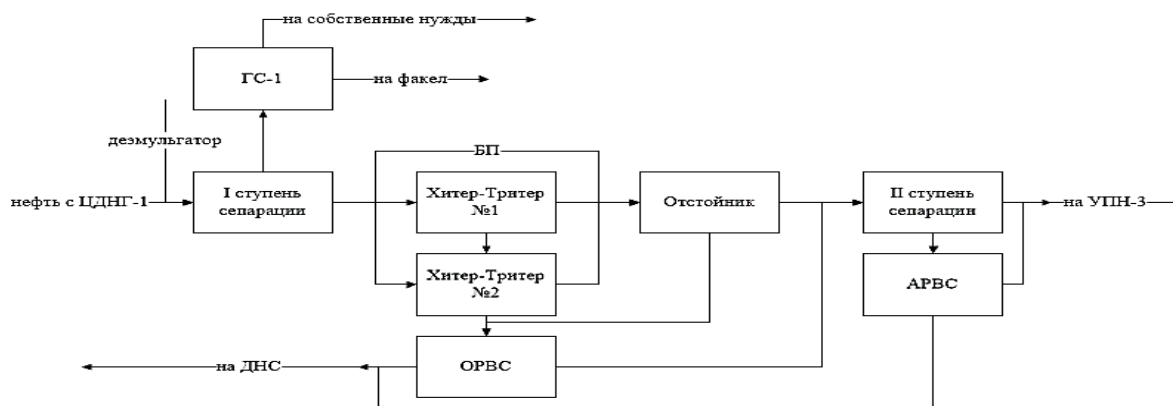 на собственные нужды
ГС-1
на факел
деэмульгатор
БП
нефть с ЦДНГ-1
I ступень
сепарации
Хитер-Тритер
№1
Отстойник
II ступень
сепарации
на УПН-3
Хитер-Тритер
№2
АРВС
на ДНС
ОРВС